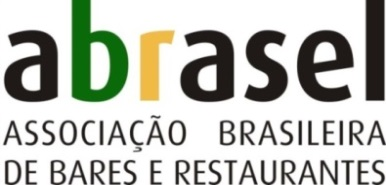 abrasel
ASSOCIAÇÃO BRASILEIRA
DE BARES E RESTAURANTES